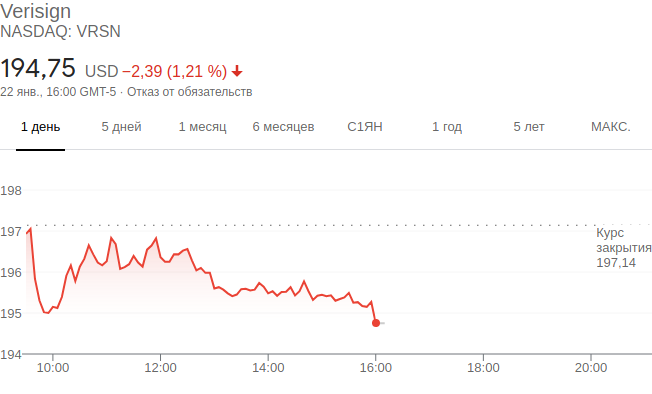 Verisign
NASDAQ: VRSN
194,75 USD −2,39 (1,21 %)
22 янв., 16:00 GMT-5 · Отказ от обязательств
1 день 5 дней 1 месяц 6 месяцев С1ЯН 1 год 5 лет МАКС.
198
197
Курс
закрытия
197,14
196
195
194
10:00 12:00 14:00 16:00 18:00 20:00